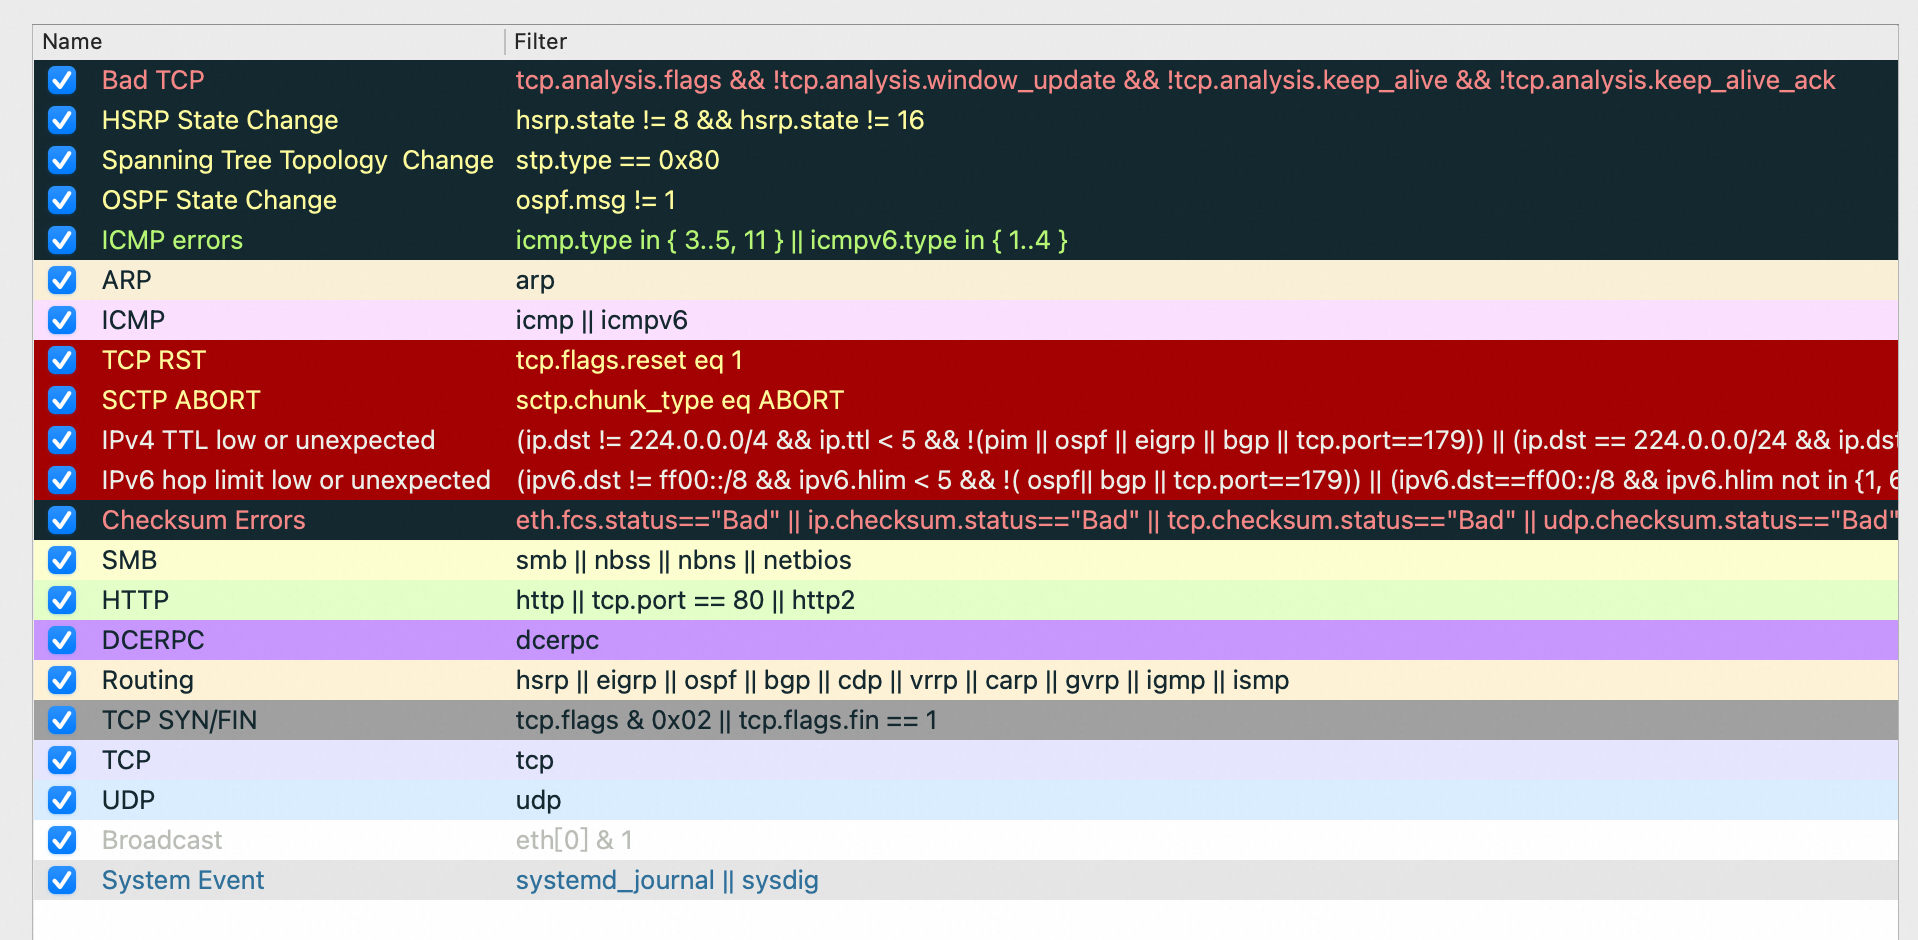 Name Filter
Bad TCP tcp.analysis.flags && !tcp.analysis.window_update && !tcp.analysis.keep_alive && !tcp.analysis.keep_alive_ack
HSRP State Change hsrp.state != 8 && hsrp.state != 16
Spanning Tree Topology  Change stp.type == 0x80
OSPF State Change ospf.msg != 1
ICMP errors icmp.type in { 3..5, 11 } || icmpv6.type in { 1..4 }
ARP arp
ICMP icmp || icmpv6
TCP RST tcp.flags.reset eq 1
SCTP ABORT sctp.chunk_type eq ABORT
IPv4 TTL low or unexpected (ip.dst != 224.0.0.0/4 && ip.ttl < 5 && !(pim || ospf || eigrp || bgp || tcp.port==179)) || (ip.dst == 224.0.0.0/24 && ip.dst
IPv6 hop limit low or unexpected (ipv6.dst != ff00::/8 && ipv6.hlim < 5 && !( ospf|| bgp || tcp.port==179)) || (ipv6.dst==ff00::/8 && ipv6.hlim not in {1, 6
Checksum Errors eth.fcs.status=="Bad" || ip.checksum.status=="Bad" || tcp.checksum.status=="Bad" || udp.checksum.status=="Bad"
SMB smb || nbss || nbns || netbios
HTTP http || tcp.port == 80 || http2
DCERPC dcerpc
Routing hsrp || eigrp || ospf || bgp || cdp || vrrp || carp || gvrp || igmp || ismp
TCP SYN/FIN tcp.flags & 0x02 || tcp.flags.fin == 1
TCP tcp
UDP udp
Broadcast eth[0] & 1
System Event systemd_journal || sysdig